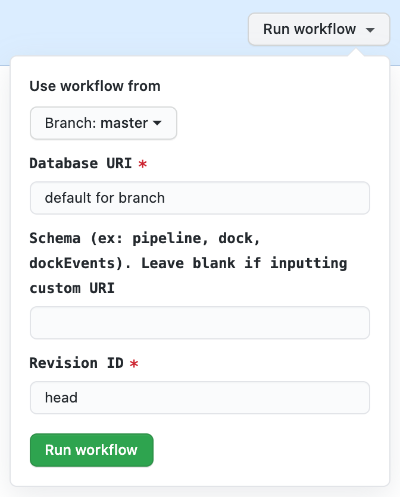 Run workflow
Use workflow from
Branch: master
Database URI *
default for branch
Schema (ex: pipeline, dock,
dockEvents). Leave blank if inputting
custom URI
Revision ID *
head
Run workflow